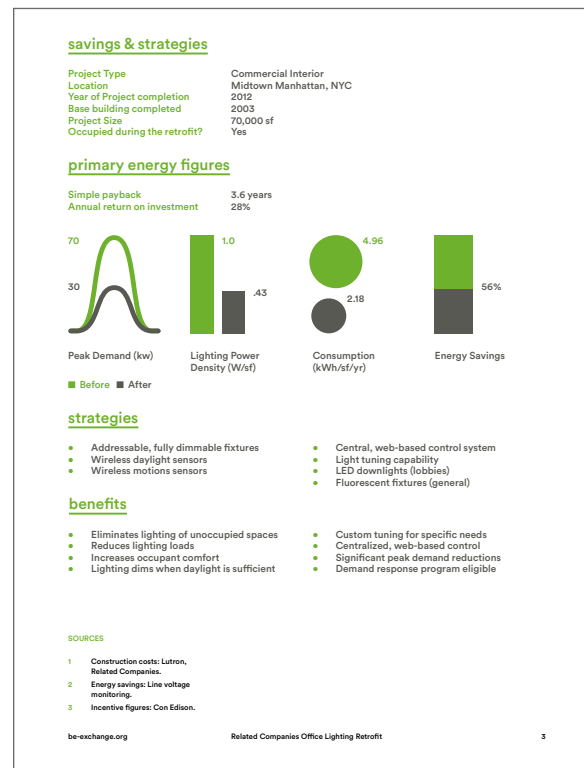 savings & strategies
Project Type Commercial Interior
Location Midtown Manhattan, NYC
Year of Project completion 2012
Base building completed 2003
Project Size 70,000 sf
Occupied during the retrofit? Yes
primary energy figures
Simple payback 3.6 years
Annual return on investment 28%
70
30
1.0
.43
4.96
2.18
56%
Peak Demand (kw)
Lighting Power
Density (W/sf)
Consumption
(kWh/sf/yr)
Energy Savings
Before After
strategies
• Addressable, fully dimmable fixtures
• Wireless daylight sensors
• Wireless motions sensors
• Central, web-based control system
• Light tuning capability
• LED downlights (lobbies)
• Fluorescent fixtures (general)
benefits
• Eliminates lighting of unoccupied spaces
• Reduces lighting loads
• Increases occupant comfort
• Lighting dims when daylight is sufficient
• Custom tuning for specific needs
• Centralized, web-based control
• Significant peak demand reductions
• Demand response program eligible
SOURCES
1 Construction costs: Lutron,
Related Companies.
2 Energy savings: Line voltage
monitoring.
3 Incentive figures: Con Edison.
be-exchange.org Related Companies Office Lighting Retrofit 3